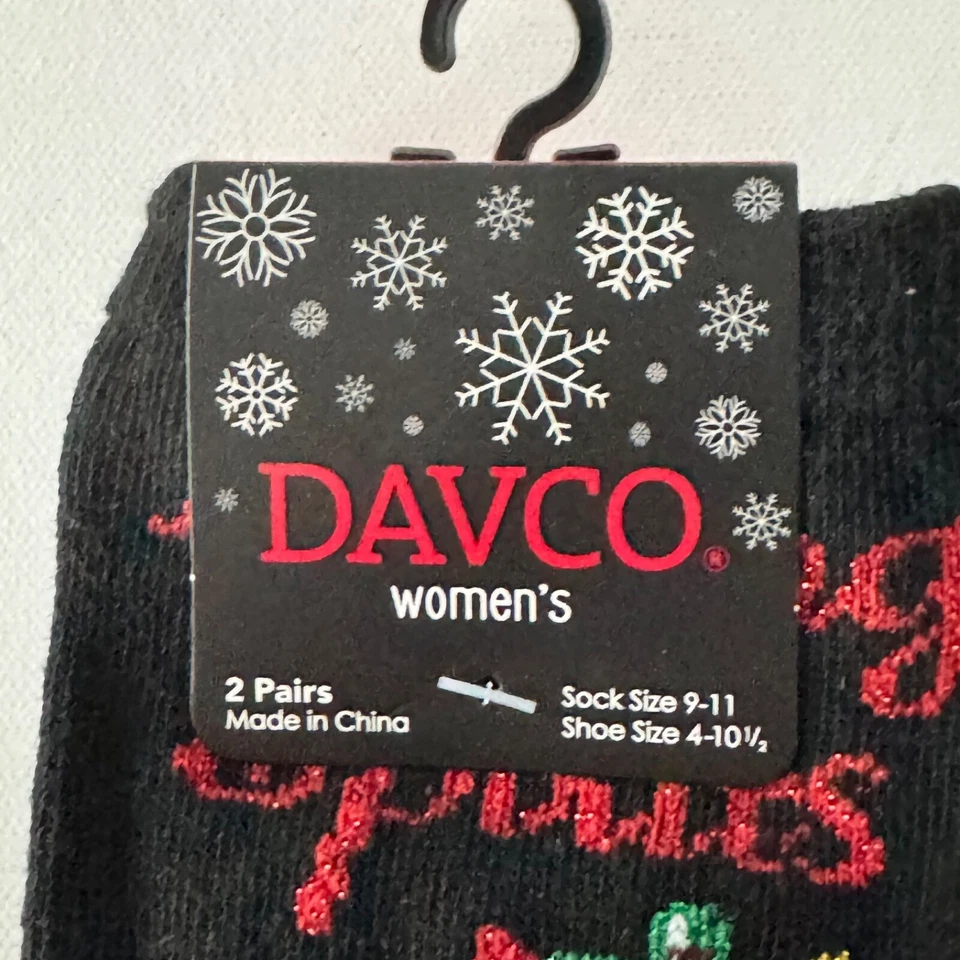 DAVCO®
women's
2 Pairs
Made in China
Sock Size 9-11
Shoe Size 4-10½